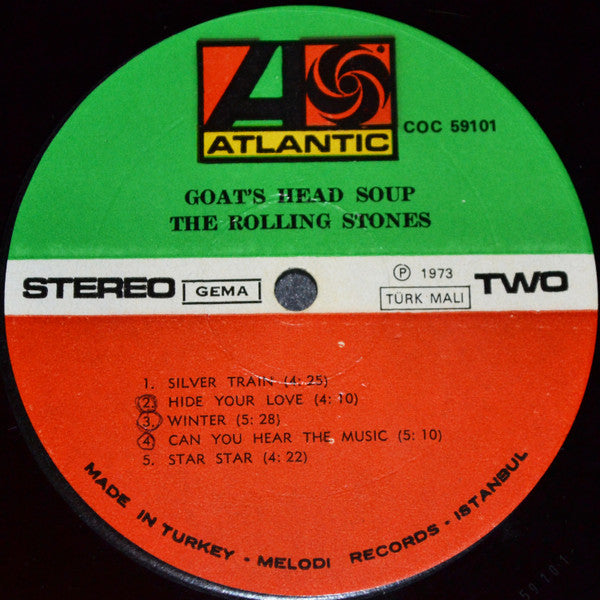 ATLANTIC
COC 59101
GOAT'S HEAD SOUP
THE ROLLING STONES
STEREO GEMA
Ⓟ 1973
TÜRK MALI
TWO
1. SILVER TRAIN (4: 25)
2. HIDE YOUR LOVE (4: 10)
3. WINTER (5: 28)
4. CAN YOU HEAR THE MUSIC (5: 10)
5. STAR STAR (4: 22)
MADE IN TURKEY - MELODI RECORDS - ISTANBUL